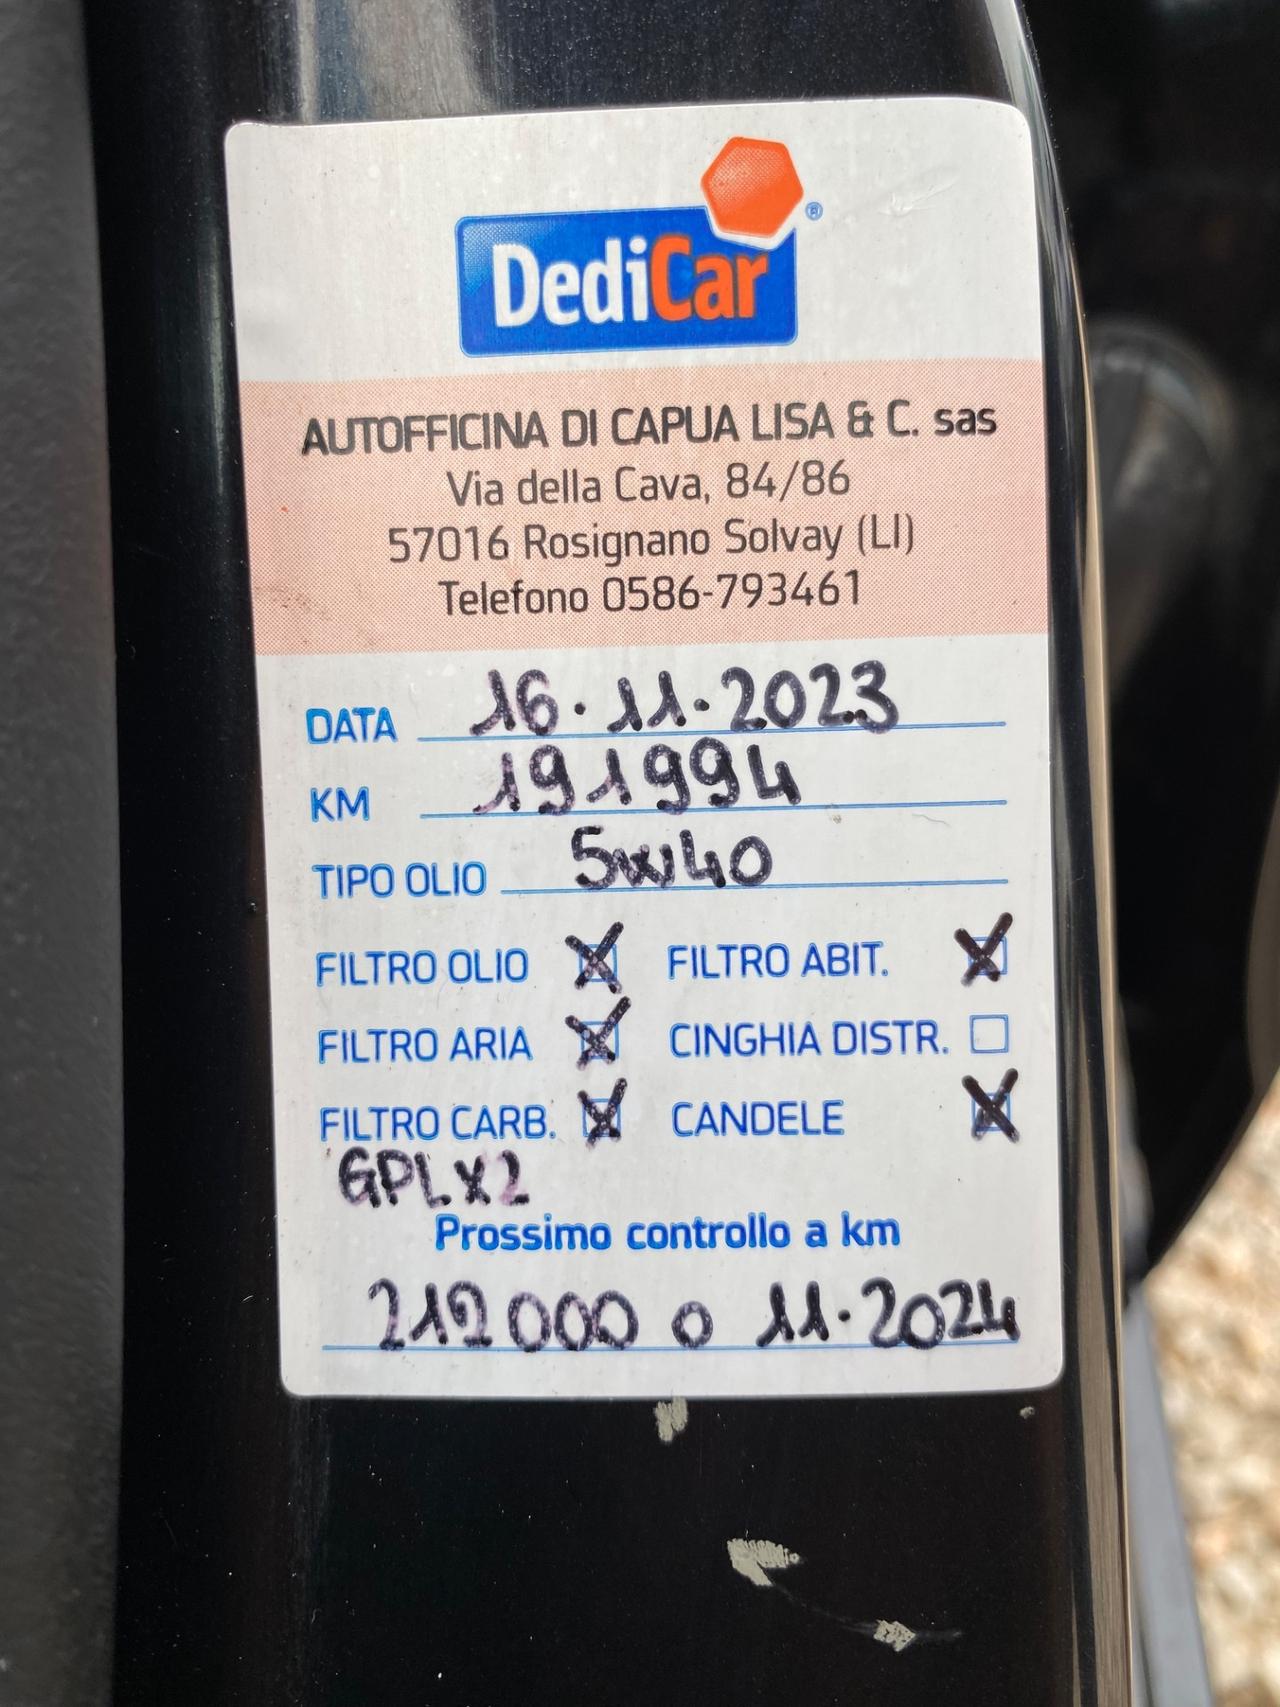 DediCar ®
AUTOFFICINA DI CAPUA LISA & C. sas
Via della Cava, 84/86
57016 Rosignano Solvay (LI)
Telefono 0586-793461
DATA 16.11.2023
KM 191994
TIPO OLIO 5w40
FILTRO OLIO X FILTRO ABIT. X
FILTRO ARIA X CINGHIA DISTR.
FILTRO CARB. X CANDELE X
GPL x2
Prossimo controllo a km
212000 o 11.2024